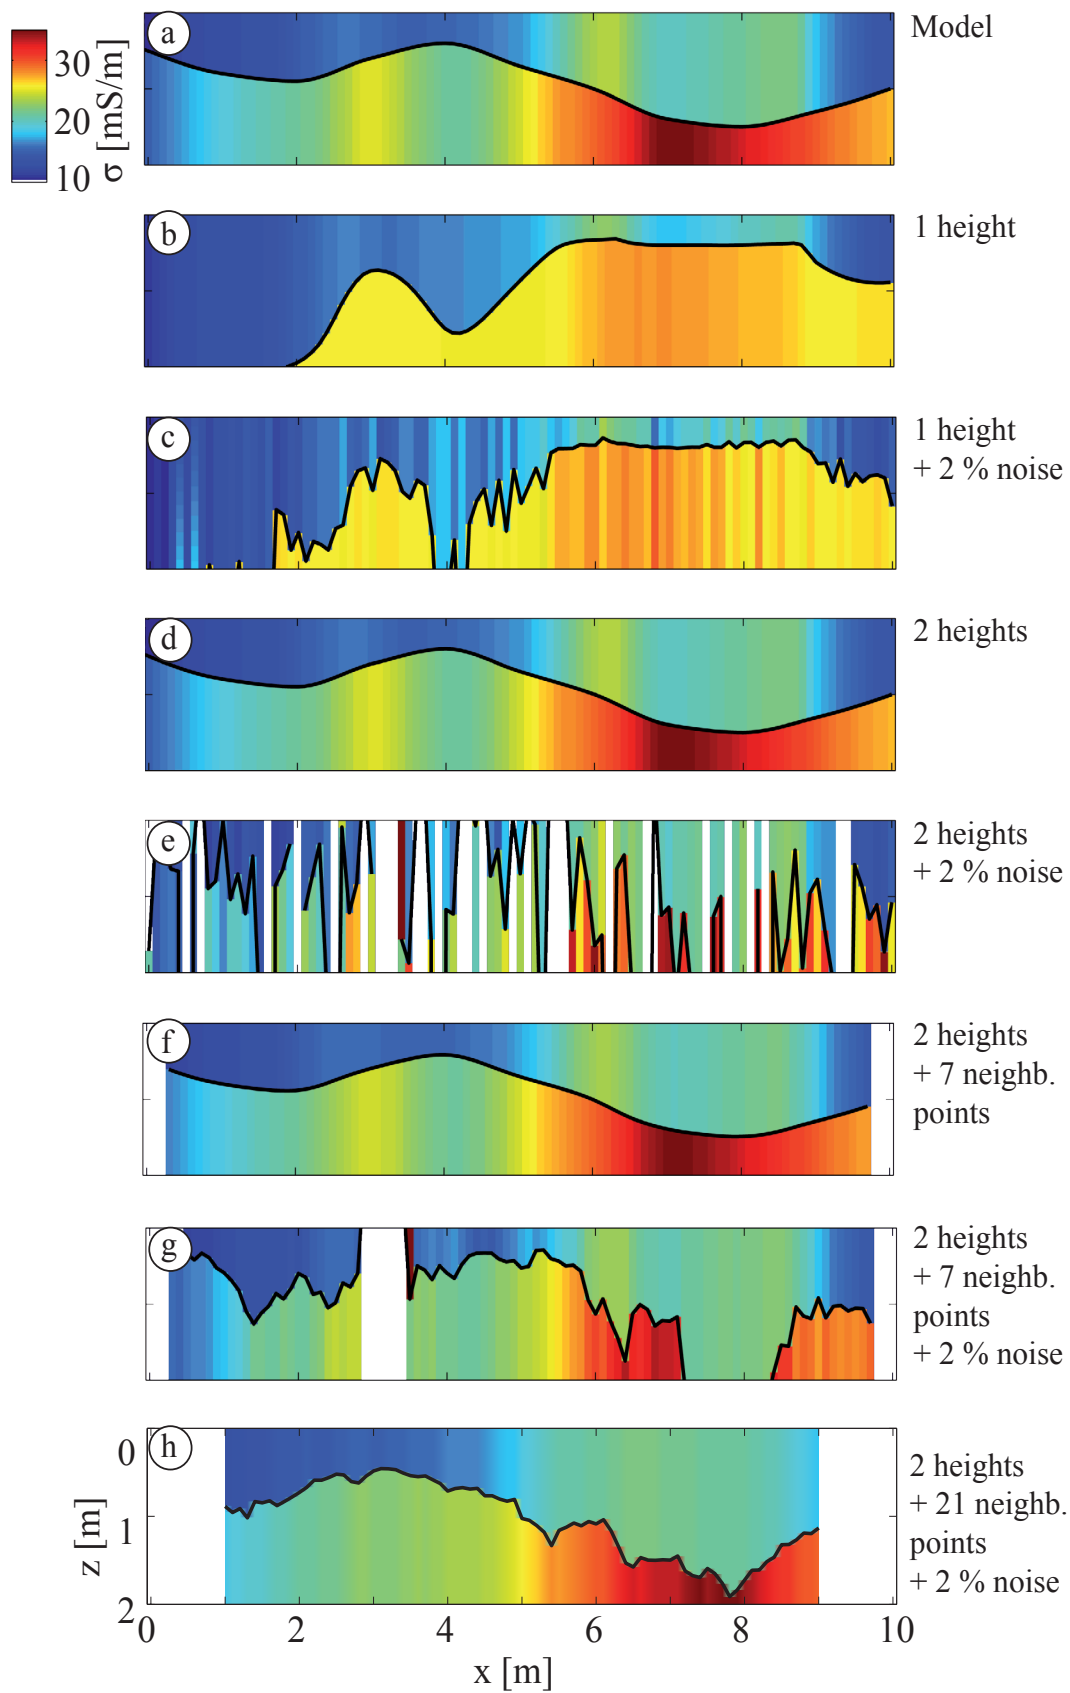 a
Model
30
20
10
σ [mS/m]
b
1 height
c
1 height
+ 2 % noise
d
2 heights
e
2 heights
+ 2 % noise
f
2 heights
+ 7 neighb.
points
g
2 heights
+ 7 neighb.
points
+ 2 % noise
h
2 heights
+ 21 neighb.
points
+ 2 % noise
0
1
2
z [m]
0 2 4 6 8 10
x [m]